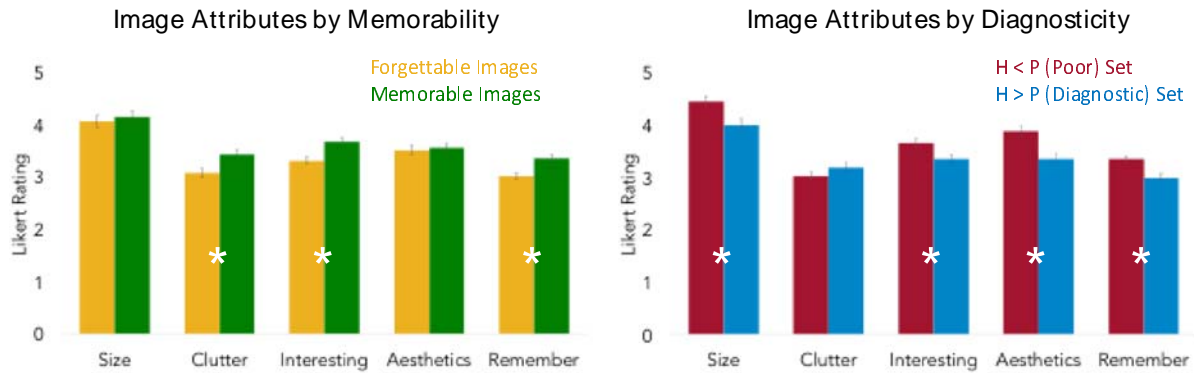 Image Attributes by Memorability
Forgettable Images
Memorable Images
Likert Rating
5
4
3
2
1
0
*
*
*
Size
Clutter
Interesting
Aesthetics
Remember
Image Attributes by Diagnosticity
H < P (Poor) Set
H > P (Diagnostic) Set
Likert Rating
5
4
3
2
1
0
*
*
*
*
Size
Clutter
Interesting
Aesthetics
Remember